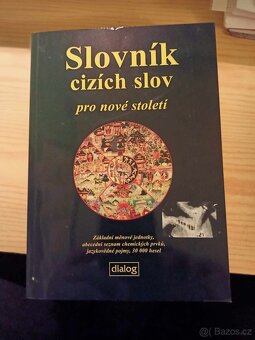 Slovník
cizích slov
pro nové století
Základní měnové jednotky,
abecední seznam chemických prvků,
jazykovědné pojmy, 30 000 hesel
dialog
Bazos.cz